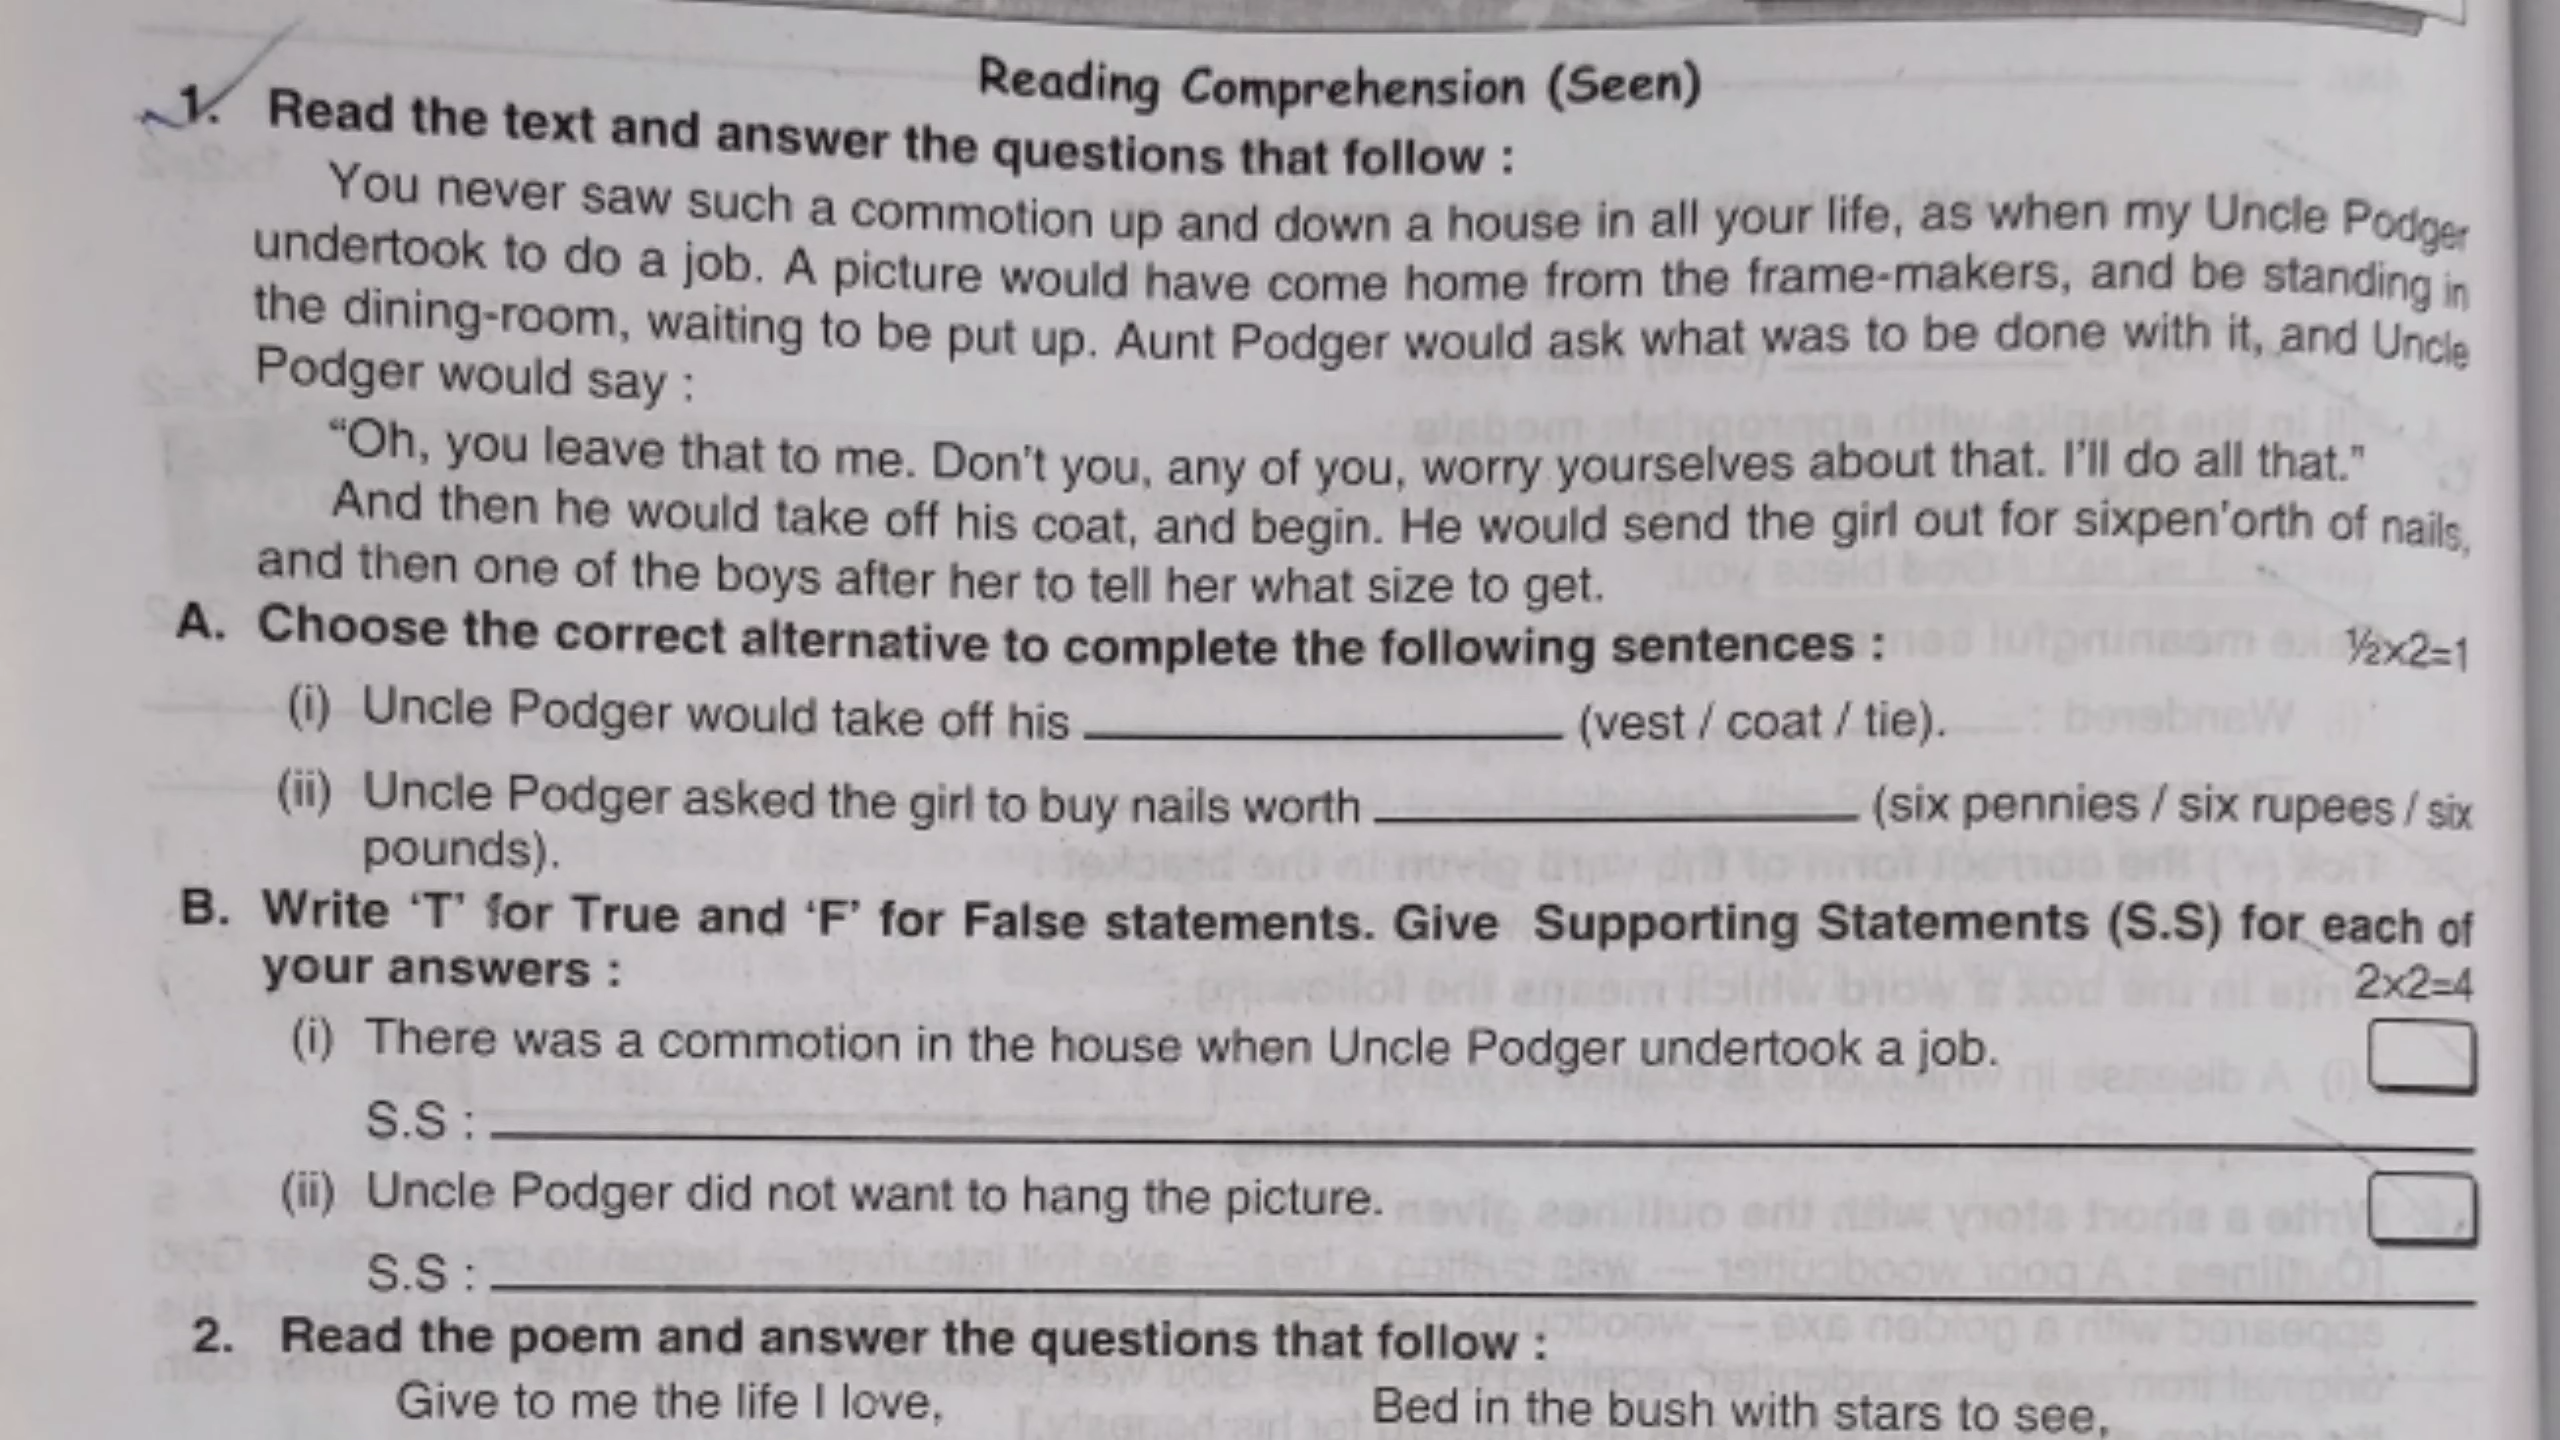 Reading Comprehension (Seen)
1. Read the text and answer the questions that follow :
You never saw such a commotion up and down a house in all your life, as when my Uncle Podger
undertook to do a job. A picture would have come home from the frame-makers, and be standing in
the dining-room, waiting to be put up. Aunt Podger would ask what was to be done with it, and Uncle
Podger would say :
“Oh, you leave that to me. Don't you, any of you, worry yourselves about that. I'll do all that.”
And then he would take off his coat, and begin. He would send the girl out for sixpen'orth of nails,
and then one of the boys after her to tell her what size to get.
A. Choose the correct alternative to complete the following sentences : ½x2=1
(i) Uncle Podger would take off his ____________ (vest / coat / tie).
(ii) Uncle Podger asked the girl to buy nails worth ____________ (six pennies / six rupees / six
pounds).
B. Write ‘T’ for True and ‘F’ for False statements. Give Supporting Statements (S.S) for each of
your answers : 2x2=4
(i) There was a commotion in the house when Uncle Podger undertook a job.
S.S : ____________
(ii) Uncle Podger did not want to hang the picture.
S.S : ____________
2. Read the poem and answer the questions that follow :
Give to me the life I love, Bed in the bush with stars to see,